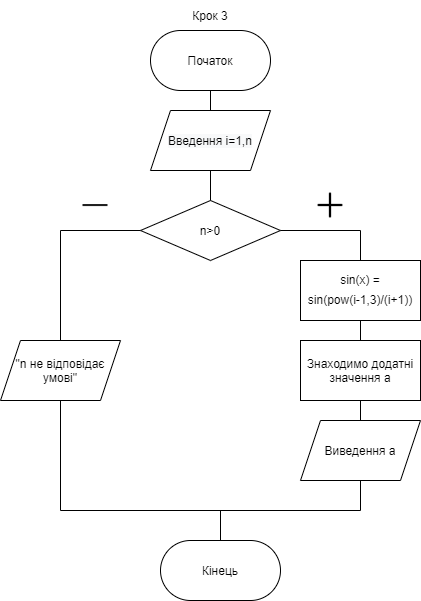 Крок 3
Початок
Введення i=1,n
n>0
sin(x) =
sin(pow(i-1,3)/(i+1))
"n не відповідає
умові"
Знаходимо додатні
значення a
Виведення a
Кінець